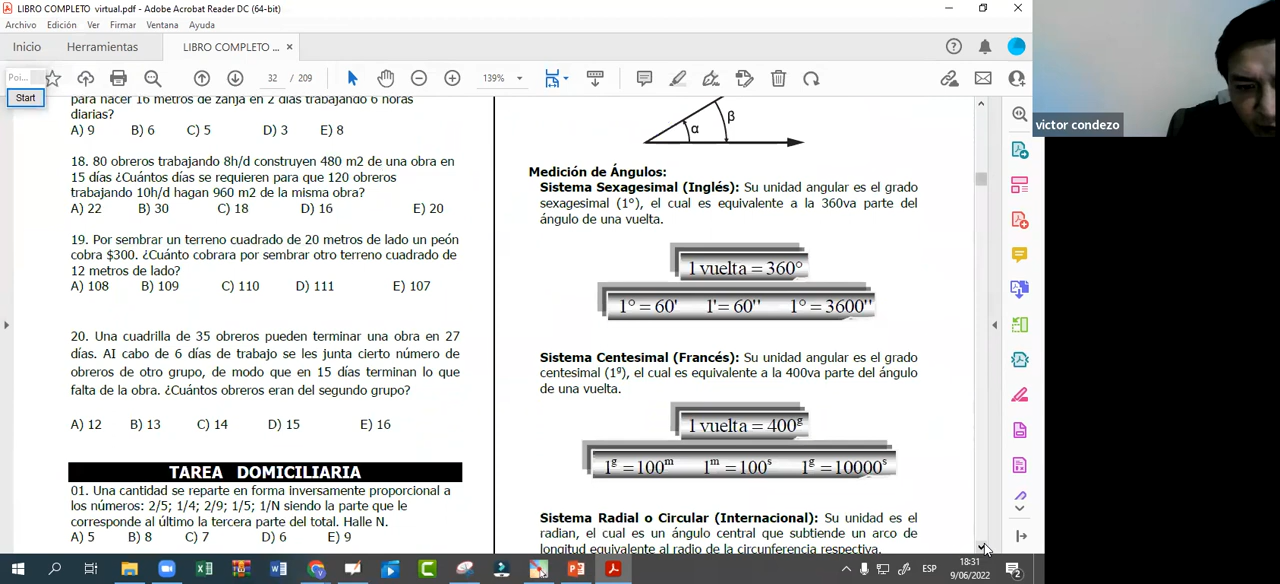 LIBRO COMPLETO virtual.pdf - Adobe Acrobat Reader DC (64-bit)
Archivo Edición Ver Firmar Ventana Ayuda
Inicio Herramientas LIBRO COMPLETO ... ×
Poi...
32 / 209
139%
Start
para hacer 16 metros de zanja en 2 días trabajando 6 horas
diarias?
A) 9 B) 6 C) 5 D) 3 E) 8
18. 80 obreros trabajando 8h/d construyen 480 m2 de una obra en
15 días ¿Cuántos días se requieren para que 120 obreros
trabajando 10h/d hagan 960 m2 de la misma obra?
A) 22 B) 30 C) 18 D) 16 E) 20
19. Por sembrar un terreno cuadrado de 20 metros de lado un peón
cobra $300. ¿Cuánto cobrara por sembrar otro terreno cuadrado de
12 metros de lado?
A) 108 B) 109 C) 110 D) 111 E) 107
20. Una cuadrilla de 35 obreros pueden terminar una obra en 27
días. AI cabo de 6 días de trabajo se les junta cierto número de
obreros de otro grupo, de modo que en 15 días terminan lo que
falta de la obra. ¿Cuántos obreros eran del segundo grupo?
A) 12 B) 13 C) 14 D) 15 E) 16
TAREA DOMICILIARIA
01. Una cantidad se reparte en forma inversamente proporcional a
los números: 2/5; 1/4; 2/9; 1/5; 1/N siendo la parte que le
corresponde al último la tercera parte del total. Halle N.
A) 5 B) 8 C) 7 D) 6 E) 9
α β
Medición de Ángulos:
Sistema Sexagesimal (Inglés): Su unidad angular es el grado
sexagesimal (1°), el cual es equivalente a la 360va parte del
ángulo de una vuelta.
1 vuelta = 360°
1° = 60' 1' = 60'' 1° = 3600''
Sistema Centesimal (Francés): Su unidad angular es el grado
centesimal (1g), el cual es equivalente a la 400va parte del ángulo
de una vuelta.
1 vuelta = 400g
1g = 100m 1m = 100s 1g = 10000s
Sistema Radial o Circular (Internacional): Su unidad es el
radian, el cual es un ángulo central que subtiende un arco de
longitud equivalente al radio de la circunferencia respectiva.
victor condezo
ESP
18:31
9/06/2022
2